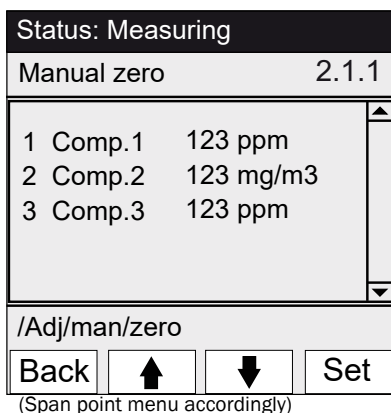 Status: Measuring
Manual zero 2.1.1
1 Comp.1 123 ppm
2 Comp.2 123 mg/m3
3 Comp.3 123 ppm
/Adj/man/zero
Back Set
(Span point menu accordingly)